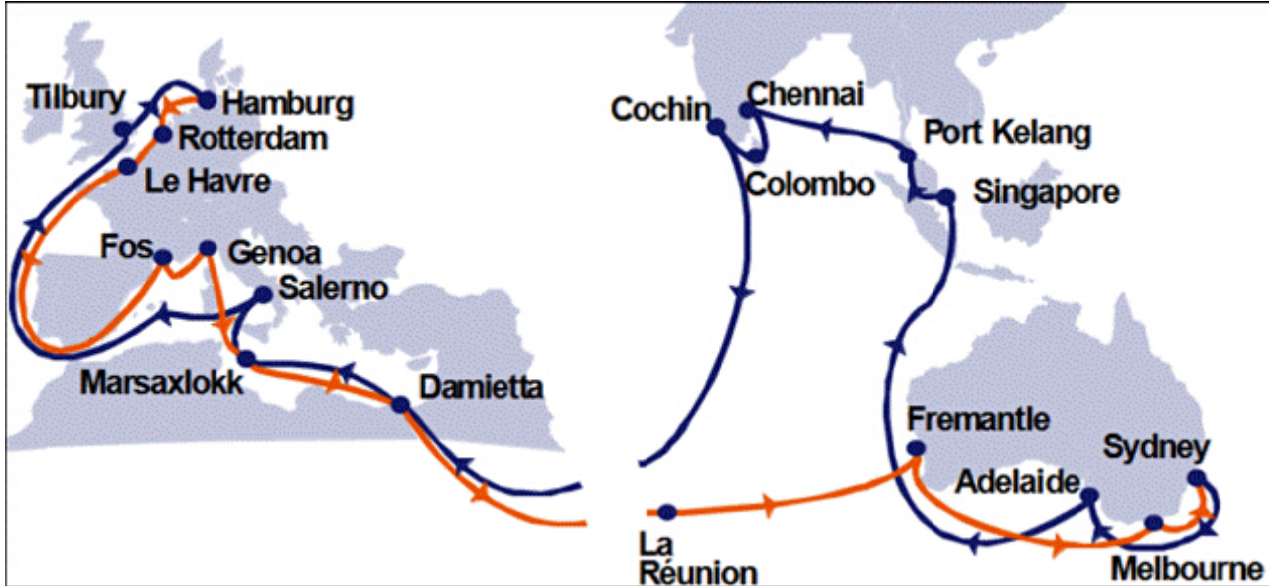 Tilbury
Hamburg
Rotterdam
Le Havre
Fos
Genoa
Salerno
Marsaxlokk
Damietta
Cochin
Chennai
Colombo
Port Kelang
Singapore
Fremantle
Sydney
Adelaide
Melbourne
La
Réunion